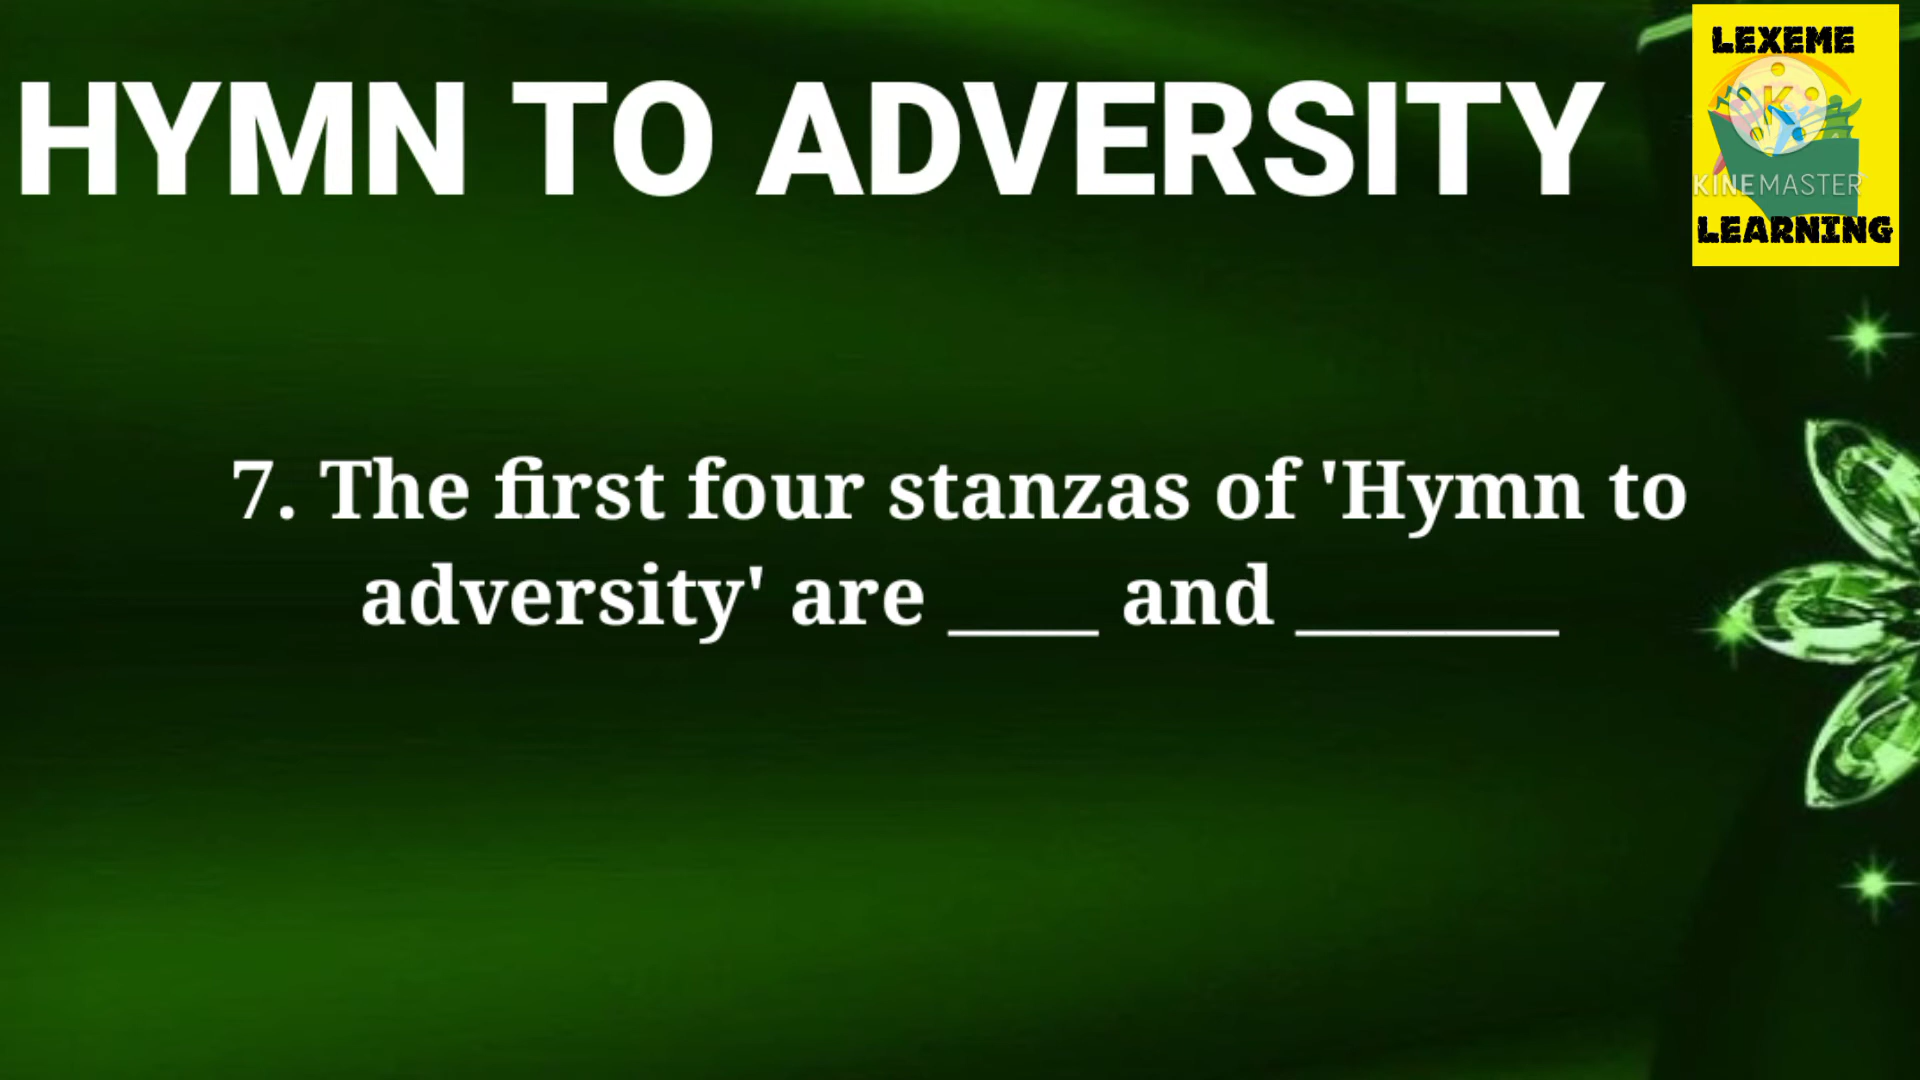 LEXEME
HYMN TO ADVERSITY
K
KINEMASTER
LEARNING
7. The first four stanzas of 'Hymn to
adversity' are ____ and _______